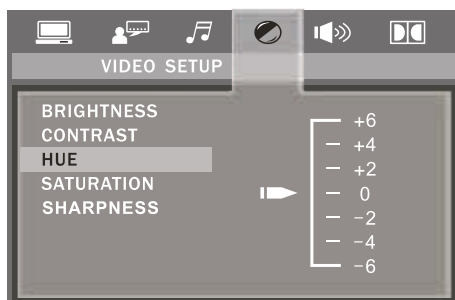 VIDEO SETUP
BRIGHTNESS
CONTRAST
HUE
SATURATION
SHARPNESS
+6
+4
+2
0
-2
-4
-6